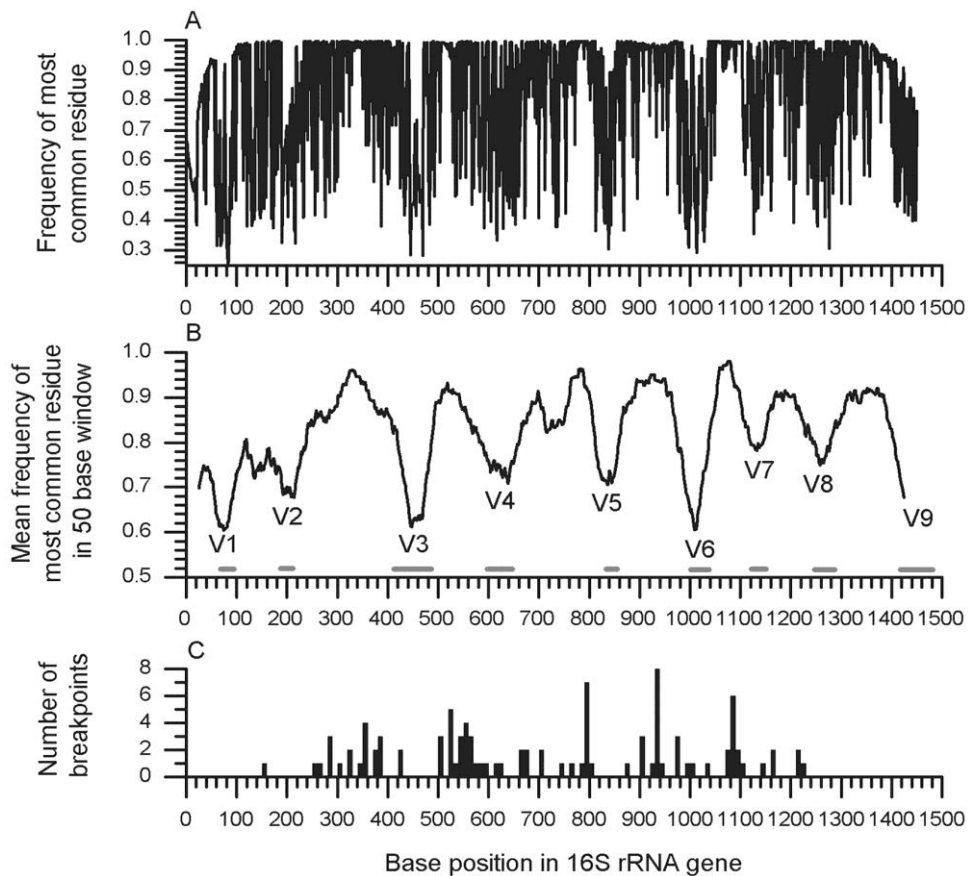 A
Frequency of most
common residue
1.0
0.9
0.8
0.7
0.6
0.5
0.4
0.3
0 100 200 300 400 500 600 700 800 900 1000 1100 1200 1300 1400 1500
B
Mean frequency of
most common residue
in 50 base window
1.0
0.9
0.8
0.7
0.6
0.5
V1 V2 V3 V4 V5 V6 V7 V8 V9
0 100 200 300 400 500 600 700 800 900 1000 1100 1200 1300 1400 1500
C
Number of
breakpoints
8
6
4
2
0
0 100 200 300 400 500 600 700 800 900 1000 1100 1200 1300 1400 1500
Base position in 16S rRNA gene